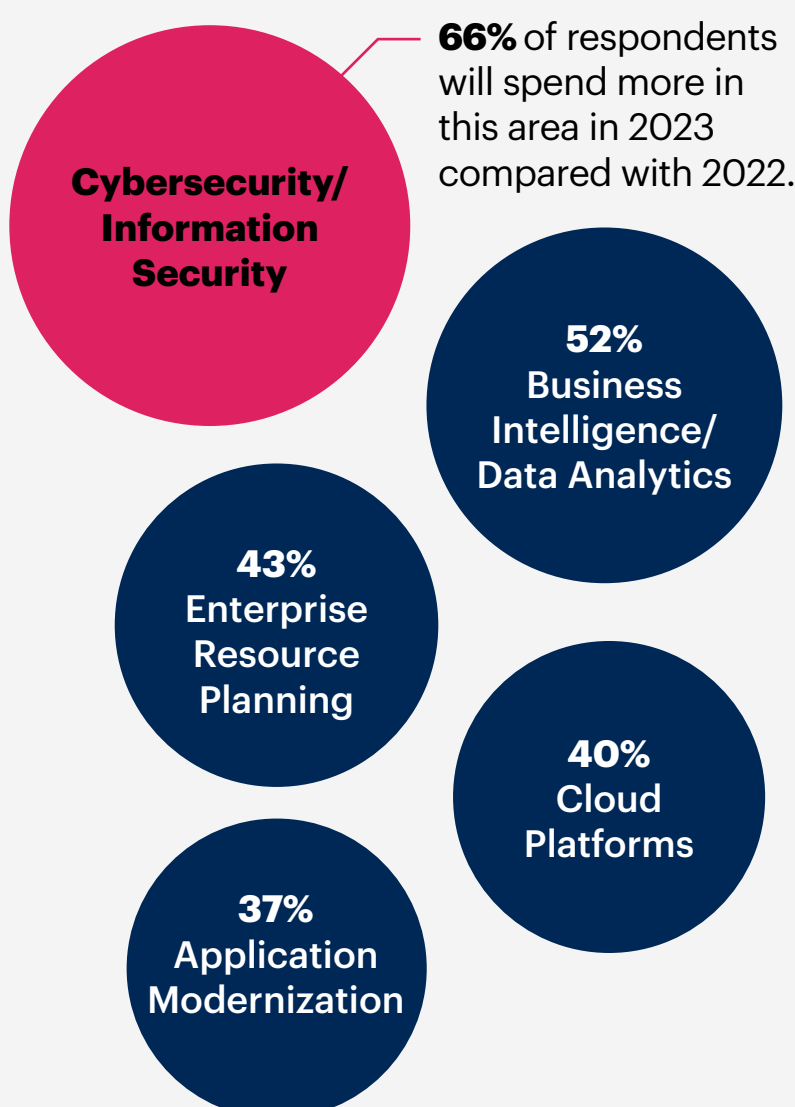 66% of respondents
will spend more in
this area in 2023
compared with 2022.
Cybersecurity/
Information
Security
52%
Business
Intelligence/
Data Analytics
43%
Enterprise
Resource
Planning
40%
Cloud
Platforms
37%
Application
Modernization